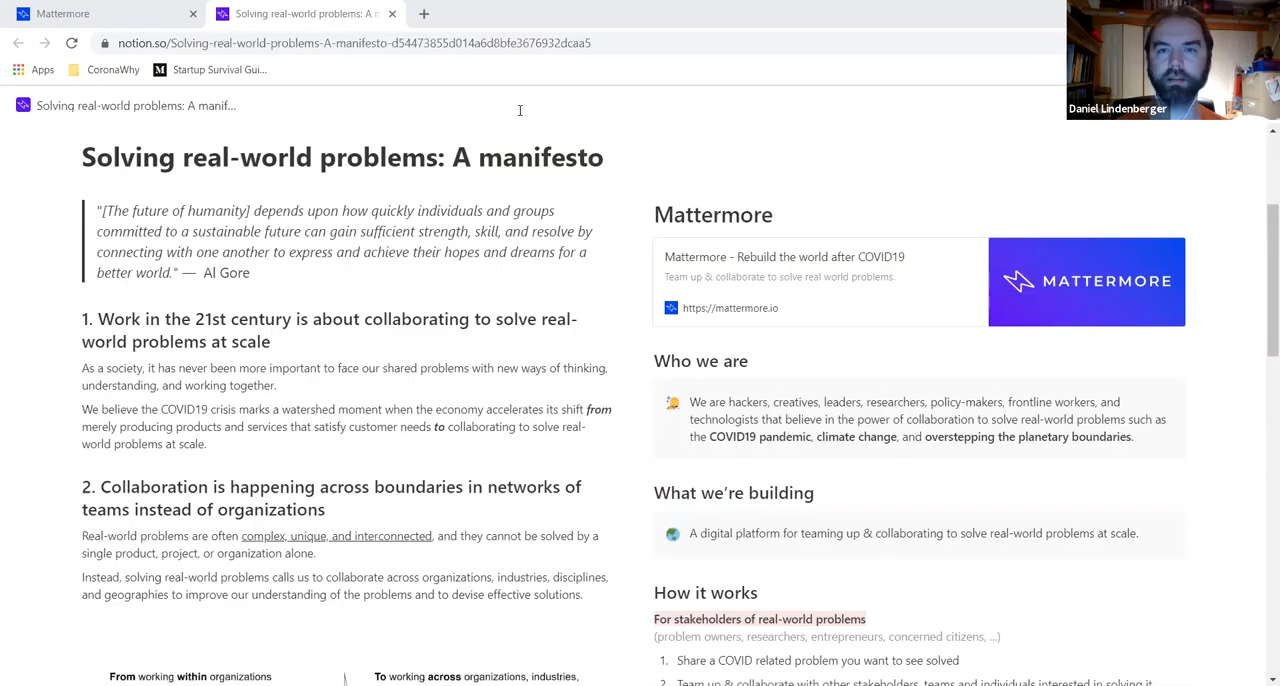 Mattermore
Solving real-world problems: A n
notion.so/Solving-real-world-problems-A-manifesto-d54473855d014a6d8bfe3676932dcaa5
Apps
CoronaWhy
Startup Survival Gui...
Daniel Lindenberger
Solving real-world problems: A manif...
Solving real-world problems: A manifesto
"[The future of humanity] depends upon how quickly individuals and groups
committed to a sustainable future can gain sufficient strength, skill, and resolve by
connecting with one another to express and achieve their hopes and dreams for a
better world." — Al Gore
1. Work in the 21st century is about collaborating to solve real-
world problems at scale
As a society, it has never been more important to face our shared problems with new ways of thinking,
understanding, and working together.
We believe the COVID19 crisis marks a watershed moment when the economy accelerates its shift from
merely producing products and services that satisfy customer needs to collaborating to solve real-
world problems at scale.
2. Collaboration is happening across boundaries in networks of
teams instead of organizations
Real-world problems are often complex, unique, and interconnected, and they cannot be solved by a
single product, project, or organization alone.
Instead, solving real-world problems calls us to collaborate across organizations, industries, disciplines,
and geographies to improve our understanding of the problems and to devise effective solutions.
From working within organizations
To working across organizations, industries,
Mattermore
Mattermore - Rebuild the world after COVID19
Team up & collaborate to solve real world problems.
https://mattermore.io
MATTERMORE
Who we are
We are hackers, creatives, leaders, researchers, policy-makers, frontline workers, and
technologists that believe in the power of collaboration to solve real-world problems such as
the COVID19 pandemic, climate change, and overstepping the planetary boundaries.
What we're building
A digital platform for teaming up & collaborating to solve real-world problems at scale.
How it works
For stakeholders of real-world problems
(problem owners, researchers, entrepreneurs, concerned citizens, ...)
1. Share a COVID related problem you want to see solved
2. Team up & collaborate with other stakeholders, teams and individuals interested in solving it